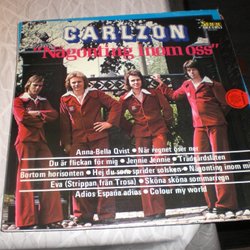 CARLZON
"Någonting inom oss"
Anna-Bella Qvist • När regnet öser ner
Du är flickan för mig • Jennie Jennie • Trädgårdsfäten
Bortom horisonten • Hej du som sprider solsken • Någonting inom mig
Eva (Strippan från Trosa) • Sköna sköna sommarregn
Adios España adios • Colour my world